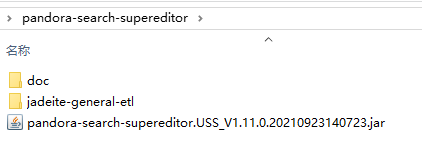 pandora-search-supereditor
名称
doc
jadeite-general-etl
pandora-search-supereditor.USS_V1.11.0.20210923140723.jar